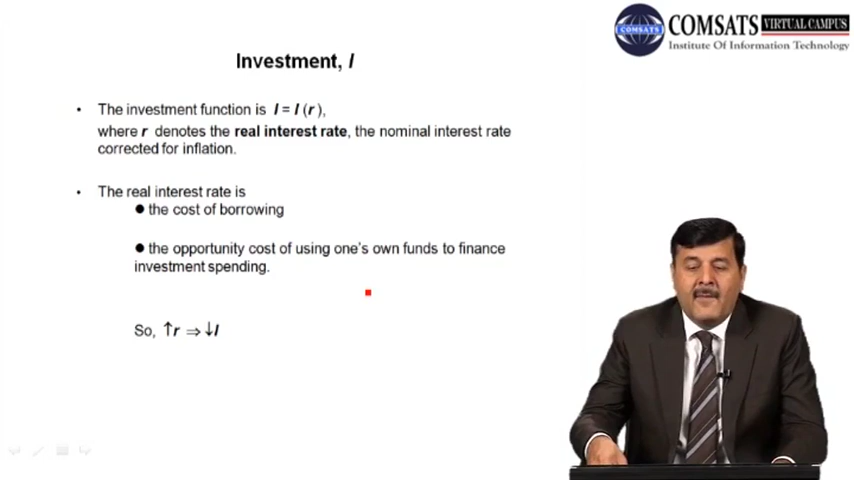 COMSATS VIRTUAL CAMPUS
COMSATS
Institute Of Information Technology
Investment, I
• The investment function is I = I (r),
where r denotes the real interest rate, the nominal interest rate
corrected for inflation.
• The real interest rate is
● the cost of borrowing
● the opportunity cost of using one's own funds to finance
investment spending.
So, ↑r ⇒ ↓I